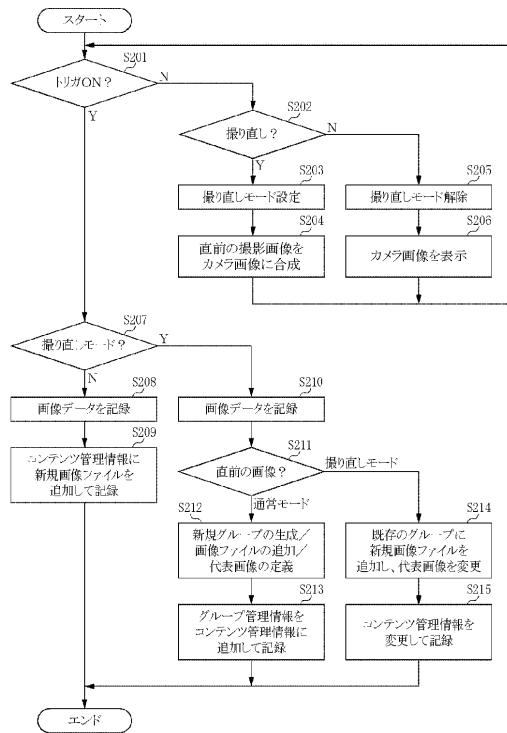 スタート
S201
トリガON？
N
Y
S202
撮り直し？
N
Y
S203
撮り直しモード設定
S204
直前の撮影画像を
カメラ画像に合成
S205
撮り直しモード解除
S206
カメラ画像を表示
S207
撮り直しモード？
Y
N
S208
画像データを記録
S209
コンテンツ管理情報に
新規画像ファイルを
追加して記録
S210
画像データを記録
S211
直前の画像？
撮り直しモード
通常モード
S212
新規グループの生成／
画像ファイルの追加／
代表画像の定義
S213
グループ管理情報を
コンテンツ管理情報に
追加して記録
S214
既存のグループに
新規画像ファイルを
追加し、代表画像を変更
S215
コンテンツ管理情報を
変更して記録
エンド